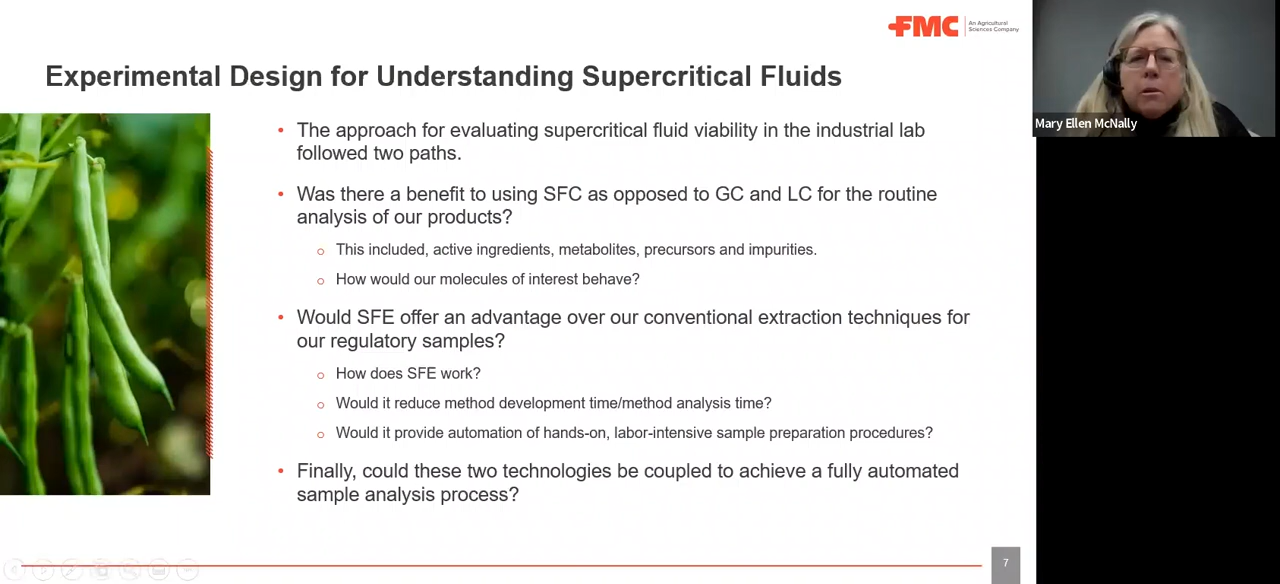 FMC
An Agricultural
Sciences Company
Experimental Design for Understanding Supercritical Fluids
• The approach for evaluating supercritical fluid viability in the industrial lab
followed two paths.
• Was there a benefit to using SFC as opposed to GC and LC for the routine
analysis of our products?
o This included, active ingredients, metabolites, precursors and impurities.
o How would our molecules of interest behave?
• Would SFE offer an advantage over our conventional extraction techniques for
our regulatory samples?
o How does SFE work?
o Would it reduce method development time/method analysis time?
o Would it provide automation of hands-on, labor-intensive sample preparation procedures?
• Finally, could these two technologies be coupled to achieve a fully automated
sample analysis process?
7
Mary Ellen McNally